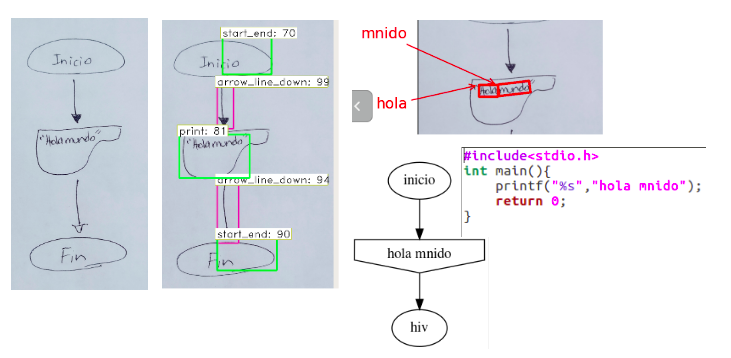 Inicio
"Hola mundo"
Fin
start_end: 70
Inicio
arrow_line_down: 99
print: 81
"Hola mundo"
arrow_line_down: 94
start_end: 90
Fin
mnido
hola
"Hola mundo"
inicio
hola mnido
hiv
#include<stdio.h>
int main(){
printf("%s","hola mnido");
return 0;
}